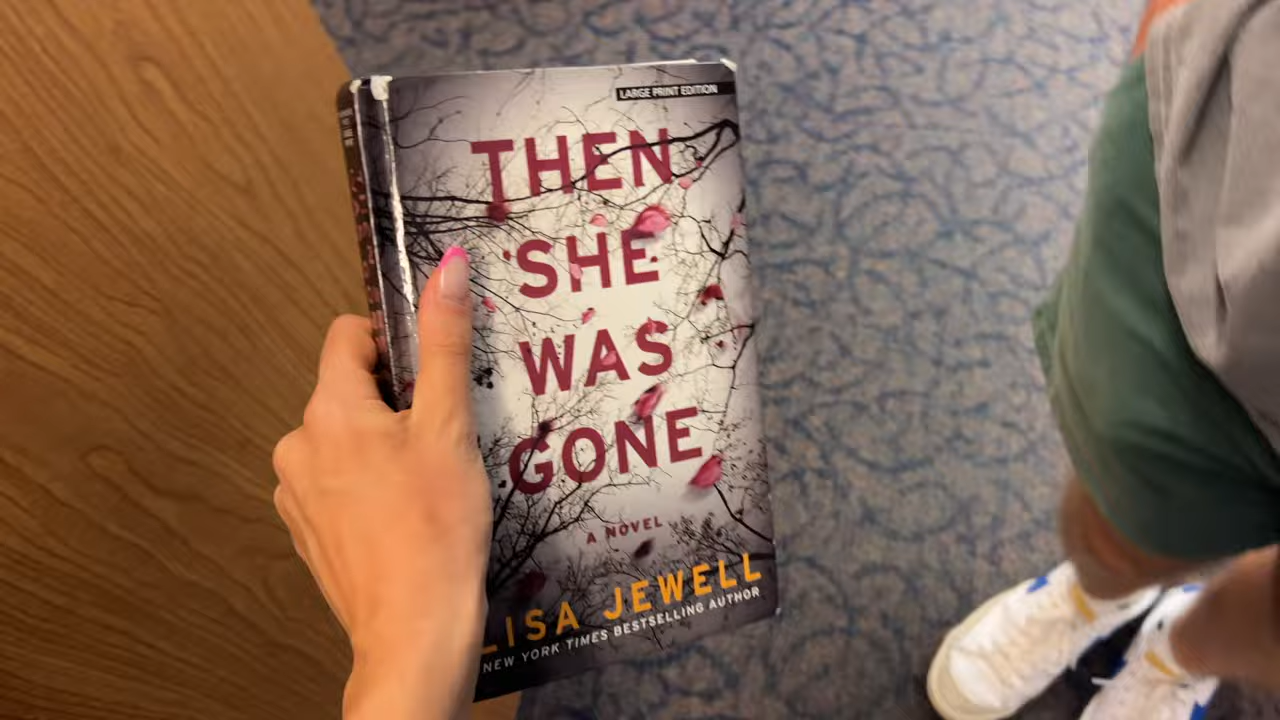 LARGE PRINT EDITION
THEN
SHE
WAS
GONE
A NOVEL
LISA JEWELL
NEW YORK TIMES BESTSELLING AUTHOR